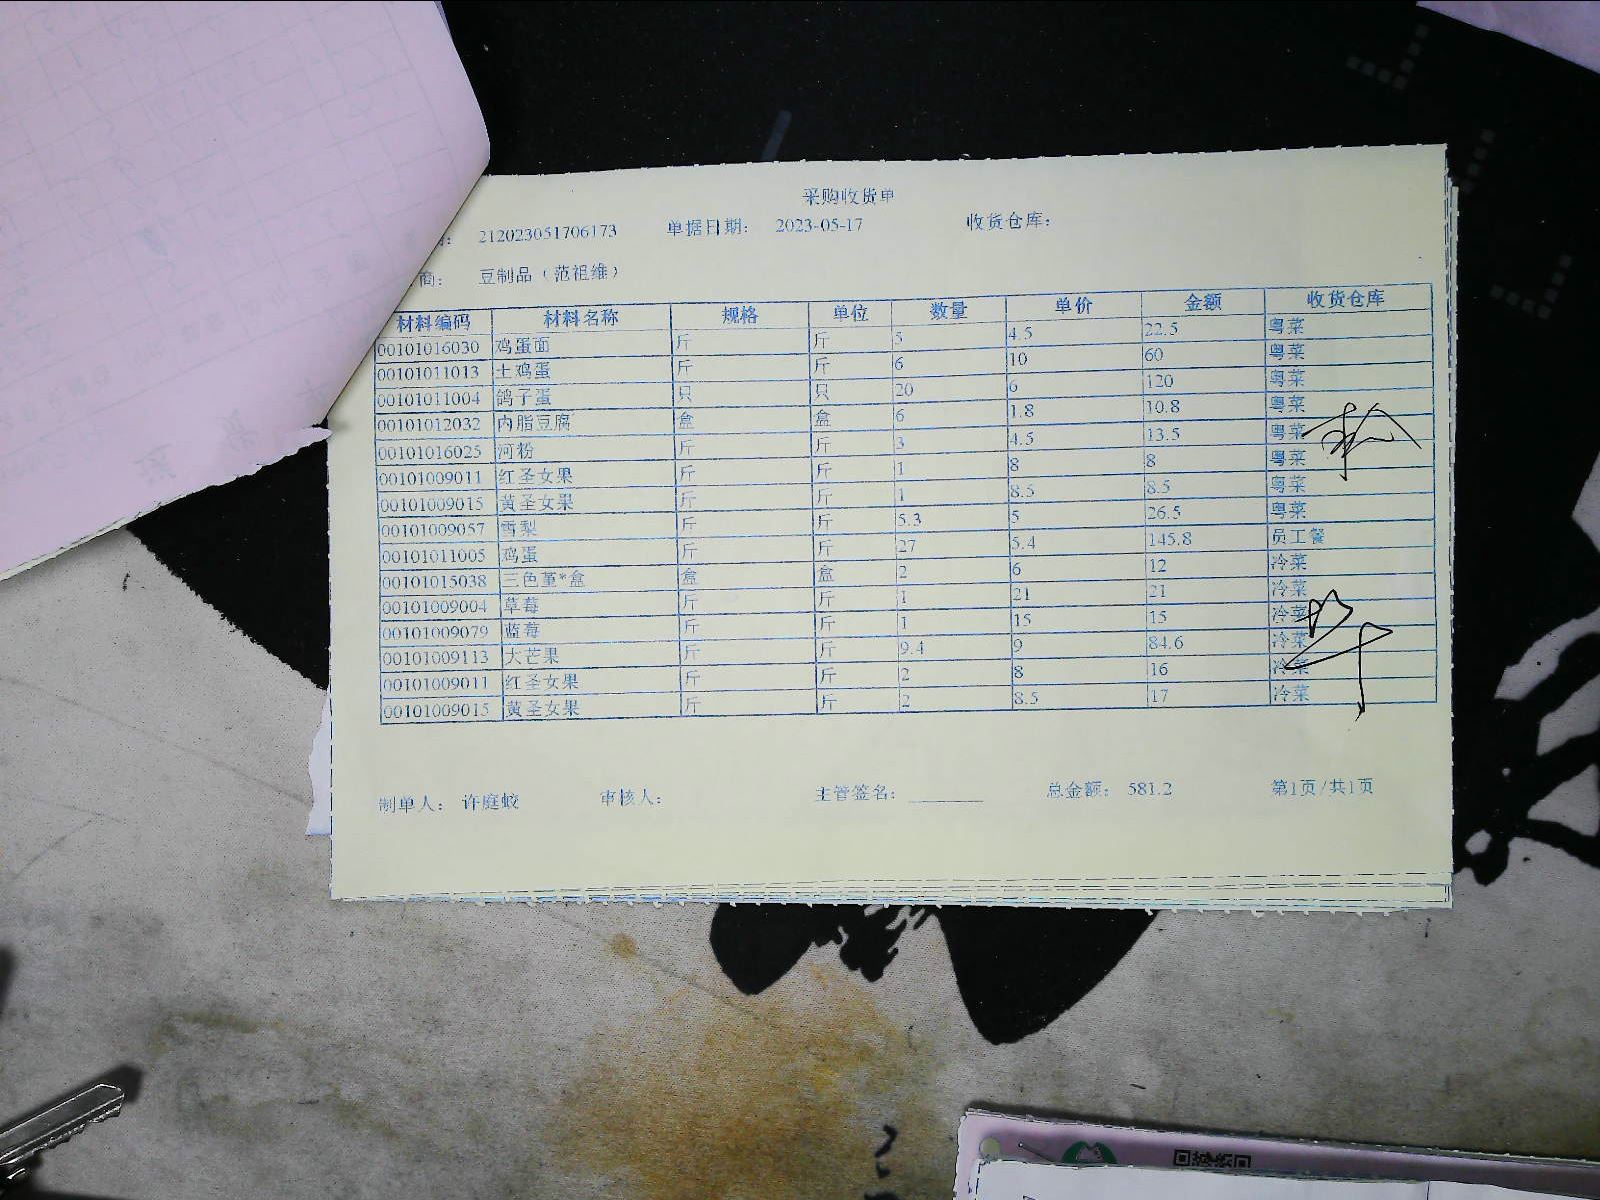 采购收货单
212023051706173 单据日期： 2023-05-17 收货仓库：
商： 豆制品（范祖维）
材料编码 材料名称 规格 单位 数量 单价 金额 收货仓库
00101016030 鸡蛋面 斤 斤 5 4.5 22.5 粤菜
00101011013 土鸡蛋 斤 斤 6 10 60 粤菜
00101011004 鸽子蛋 只 只 20 6 120 粤菜
00101012032 内脂豆腐 盒 盒 6 1.8 10.8 粤菜
00101016025 河粉 斤 斤 3 4.5 13.5 粤菜
00101009011 红圣女果 斤 斤 1 8 8 粤菜
00101009015 黄圣女果 斤 斤 1 8.5 8.5 粤菜
00101009057 雪梨 斤 斤 5.3 5 26.5 粤菜
00101011005 鸡蛋 斤 斤 27 5.4 145.8 员工餐
00101015038 三色堇*盒 盒 盒 2 6 12 冷菜
00101009004 草莓 斤 斤 1 21 21 冷菜
00101009079 蓝莓 斤 斤 1 15 15 冷菜
00101009113 大芒果 斤 斤 9.4 9 84.6 冷菜
00101009011 红圣女果 斤 斤 2 8 16 冷菜
00101009015 黄圣女果 斤 斤 2 8.5 17 冷菜
制单人： 许庭蛟 审核人： 主管签名： 总金额： 581.2 第1页/共1页